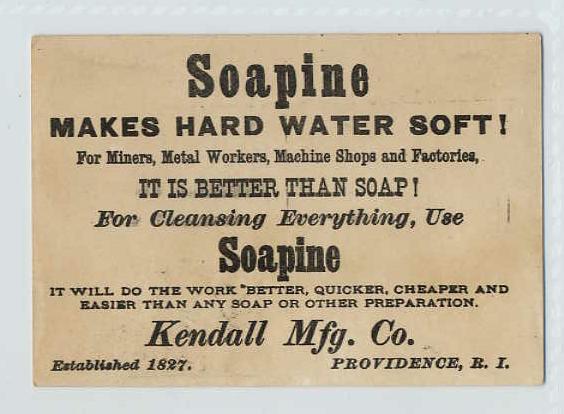 Soapine
MAKES HARD WATER SOFT!
For Miners, Metal Workers, Machine Shops and Factories,
IT IS BETTER THAN SOAP!
For Cleansing Everything, Use
Soapine
IT WILL DO THE WORK BETTER, QUICKER, CHEAPER AND
EASIER THAN ANY SOAP OR OTHER PREPARATION.
Kendall Mfg. Co.
Established 1827. PROVIDENCE, R. I.